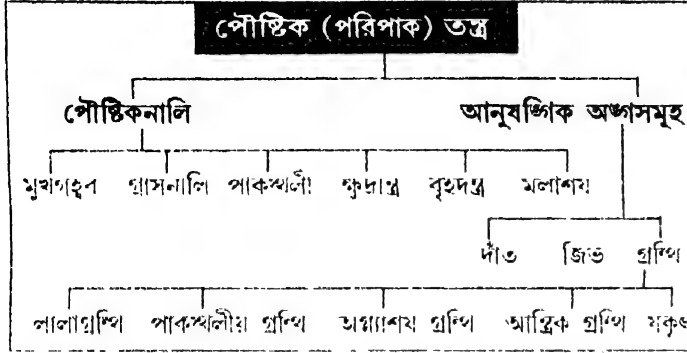 পৌষ্টিক (পরিপাক) তন্ত্র
পৌষ্টিকনালি আনুষঙ্গিক অঙ্গসমূহ
মুখগহ্বর গ্রাসনালি পাকস্থলী ক্ষুদ্রান্ত্র বৃহদন্ত্র মলাশয়
দাঁত জিভ গ্রন্থি
লালাগ্রন্থি পাকস্থলীয় গ্রন্থি অগ্ন্যাশয় গ্রন্থি আন্ত্রিক গ্রন্থি যকৃৎ